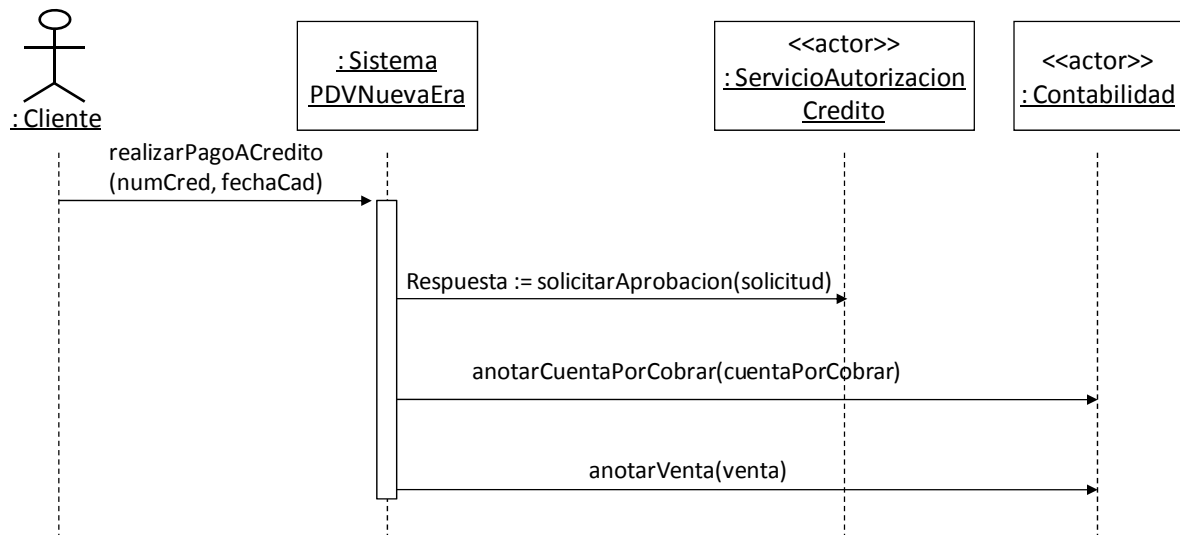 : Cliente
: Sistema
PDVNuevaEra
<<actor>>
: ServicioAutorizacion
Credito
<<actor>>
: Contabilidad
realizarPagoACredito
(numCred, fechaCad)
Respuesta := solicitarAprobacion(solicitud)
anotarCuentaPorCobrar(cuentaPorCobrar)
anotarVenta(venta)